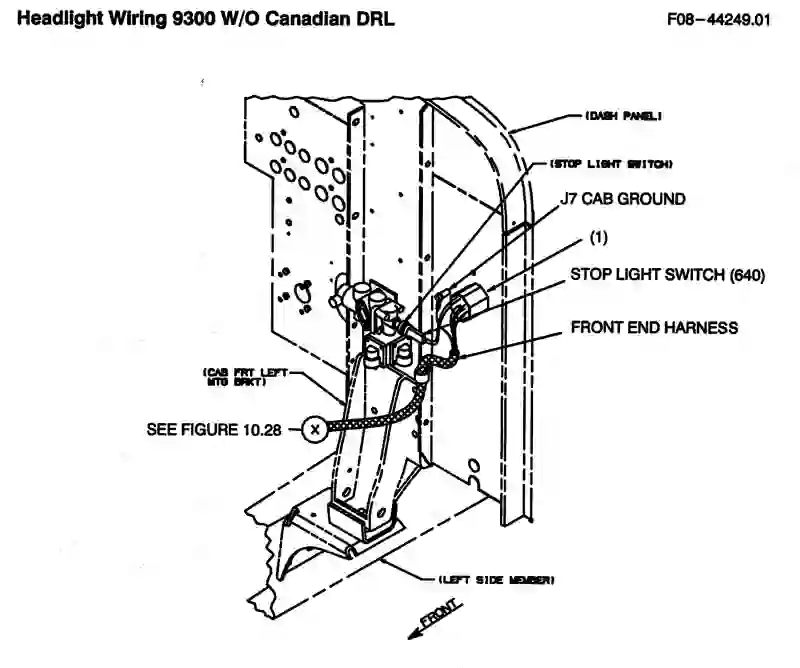 Headlight Wiring 9300 W/O Canadian DRL
F08-44249.01
(DASH PANEL)
(STOP LIGHT SWITCH)
J7 CAB GROUND
(1)
STOP LIGHT SWITCH (640)
FRONT END HARNESS
(CAB FRT LEFT
MTG BRKT)
SEE FIGURE 10.28
X
(LEFT SIDE MEMBER)
FRONT